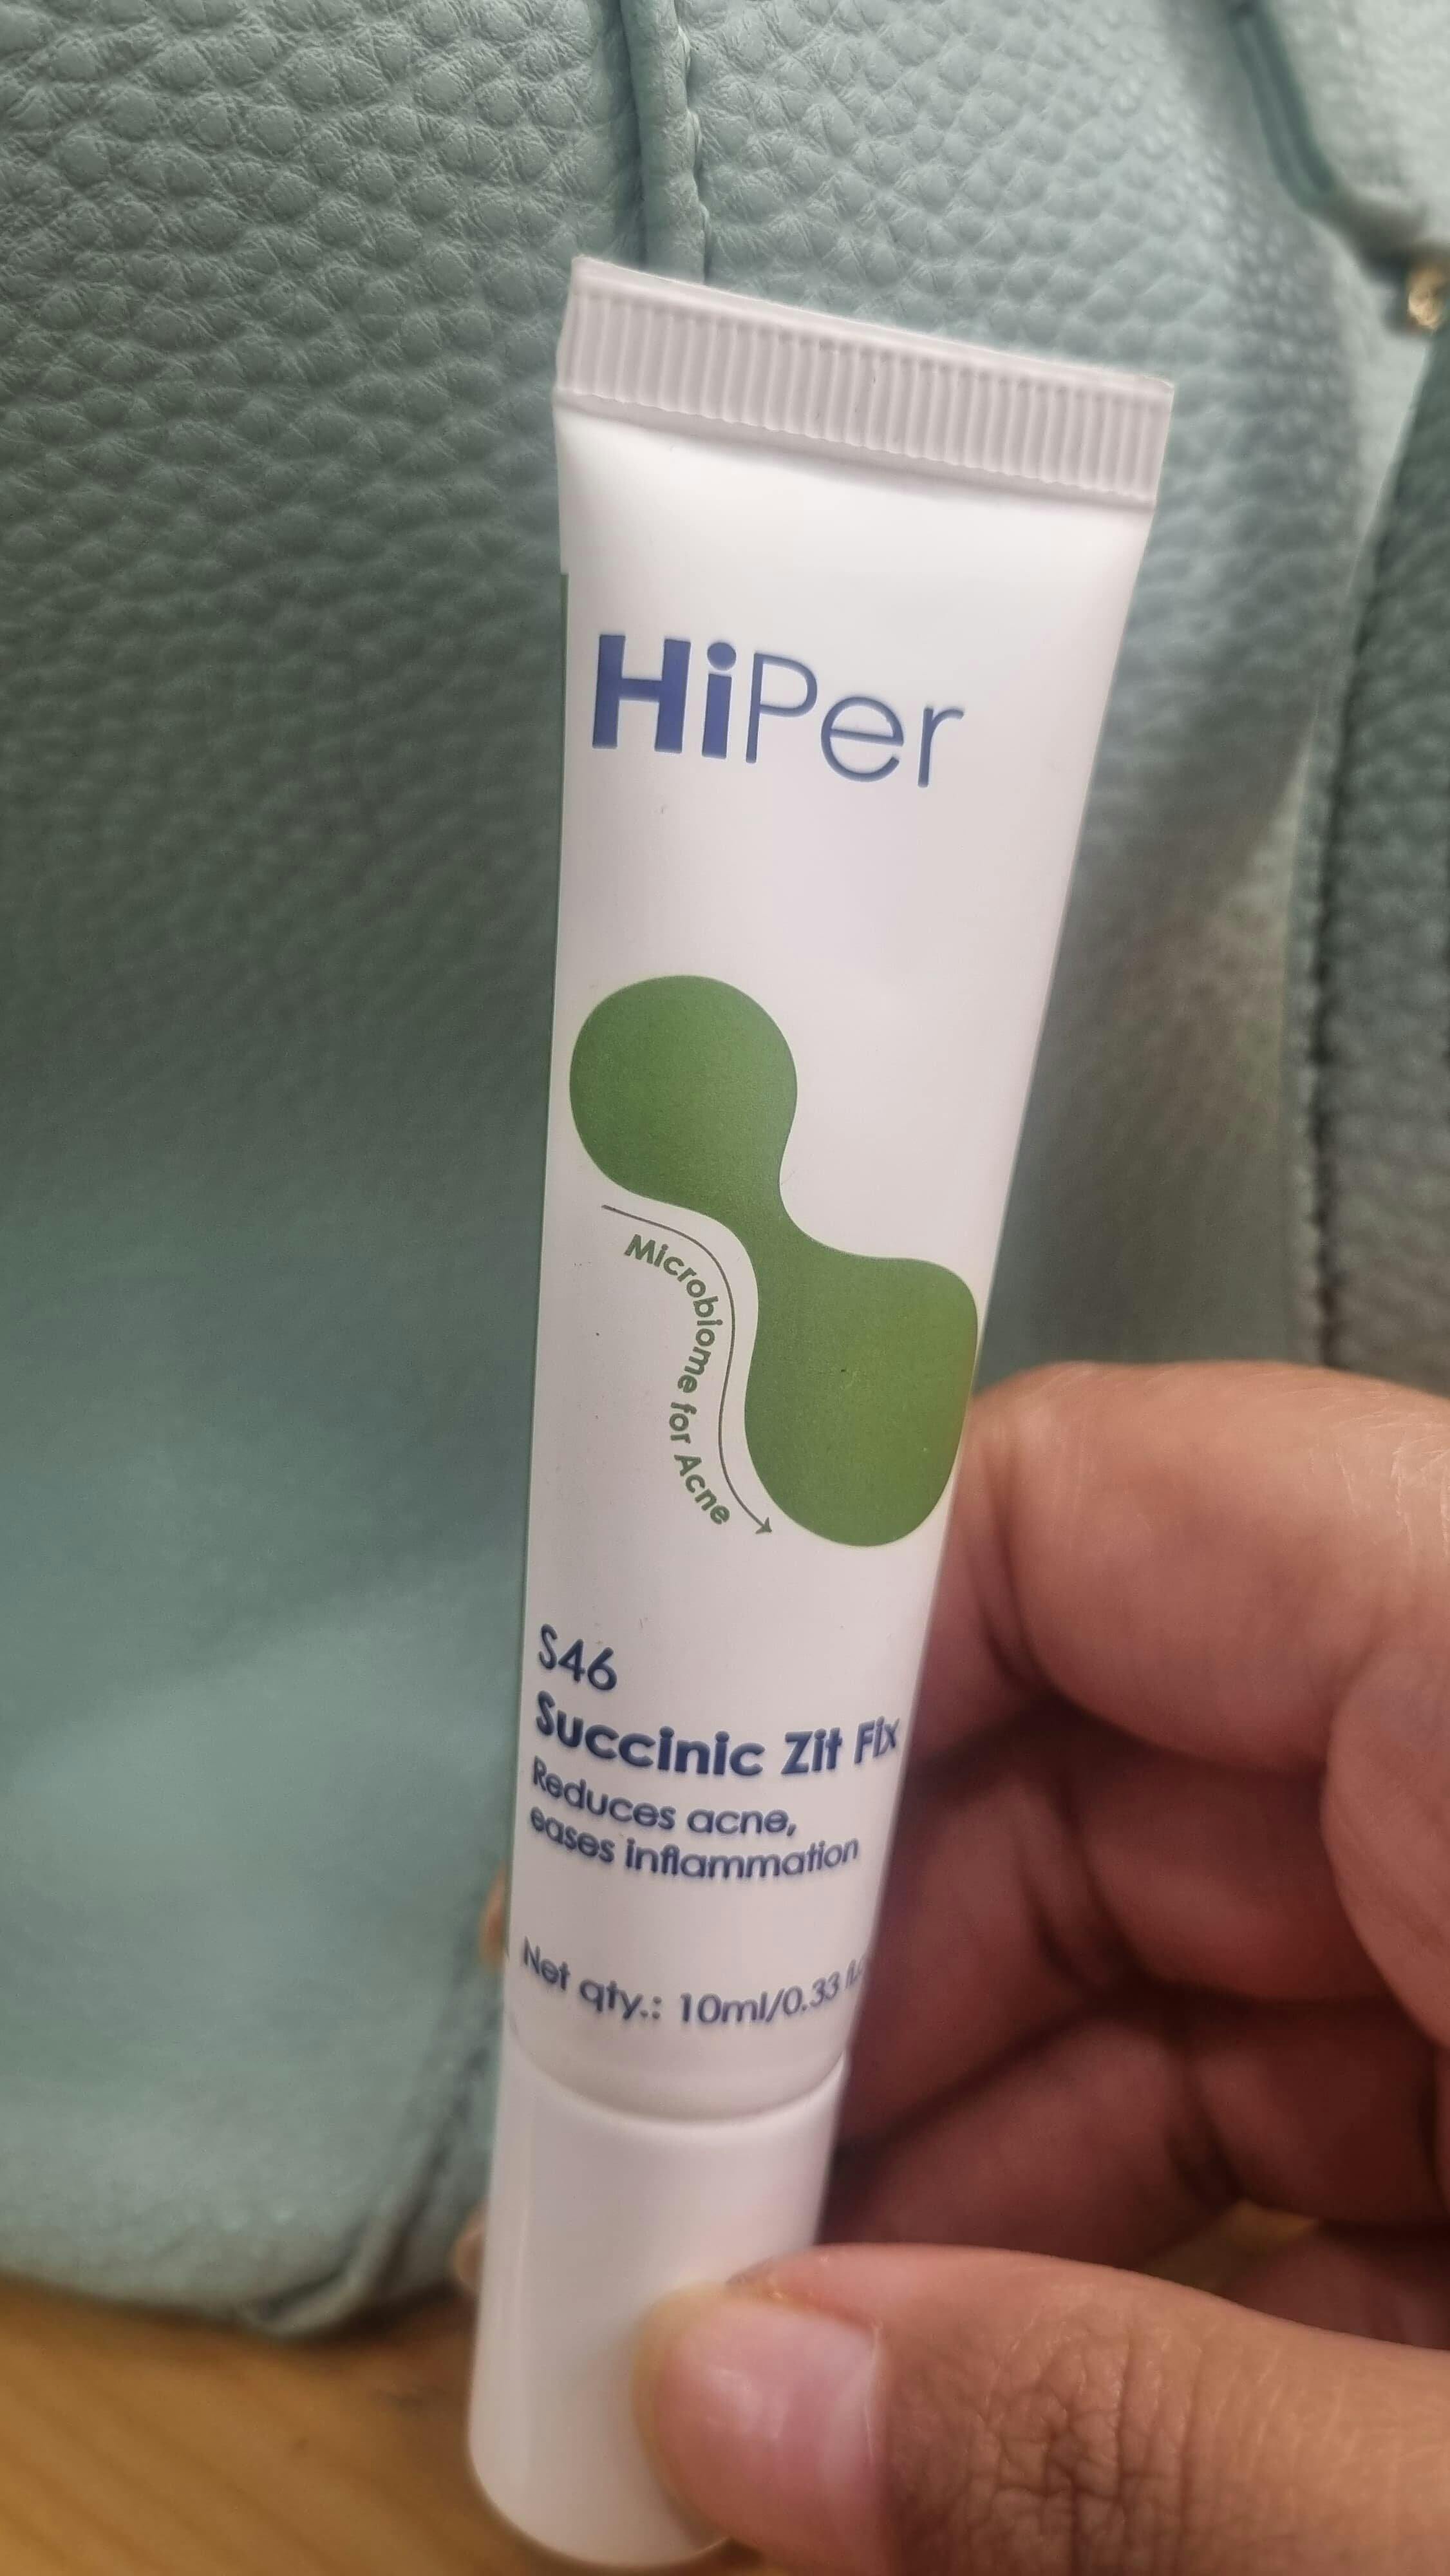 HiPer
Microbiome for Acne
S46
Succinic Zit Fix
Reduces acne,
eases inflammation
Net qty.: 10ml/0.33